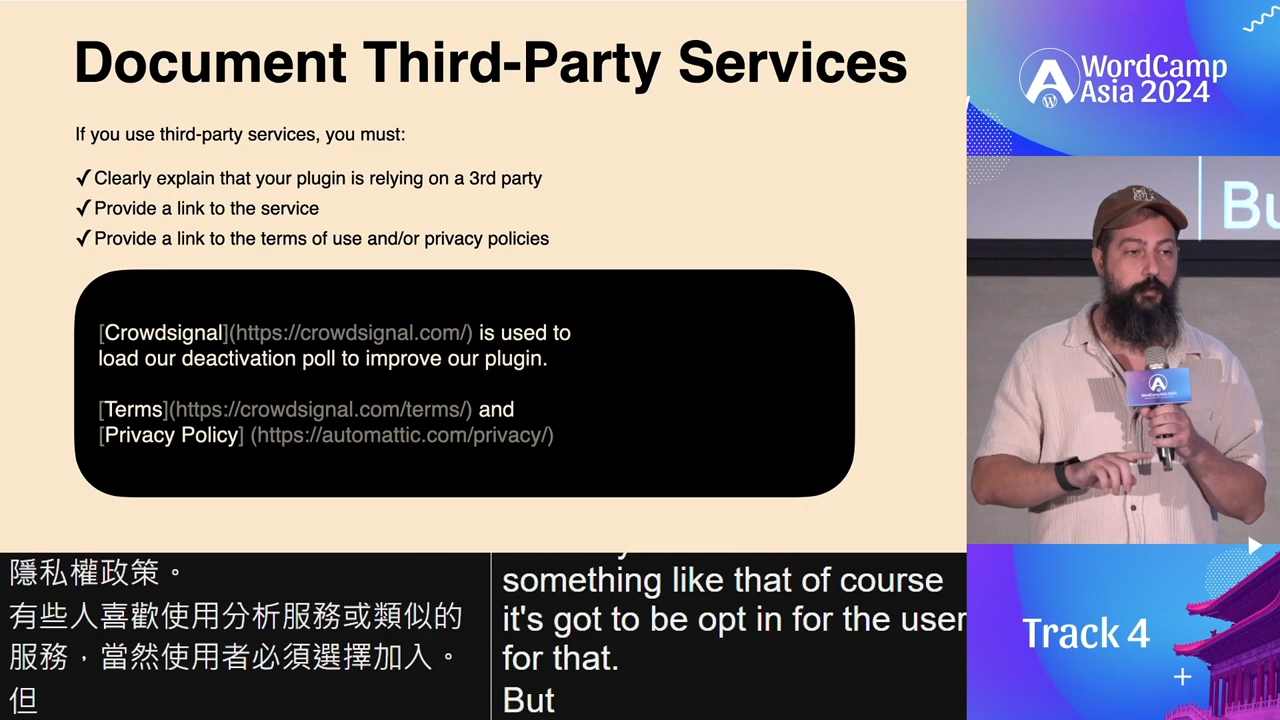 Document Third-Party Services
If you use third-party services, you must:
✓Clearly explain that your plugin is relying on a 3rd party
✓Provide a link to the service
✓Provide a link to the terms of use and/or privacy policies
[Crowdsignal](https://crowdsignal.com/) is used to
load our deactivation poll to improve our plugin.
[Terms](https://crowdsignal.com/terms/) and
[Privacy Policy] (https://automattic.com/privacy/)
隱私權政策。
有些人喜歡使用分析服務或類似的
服務，當然使用者必須選擇加入。
但
something like that of course
it's got to be opt in for the user
for that.
But
WordCamp
Asia 2024
Bu
Track 4